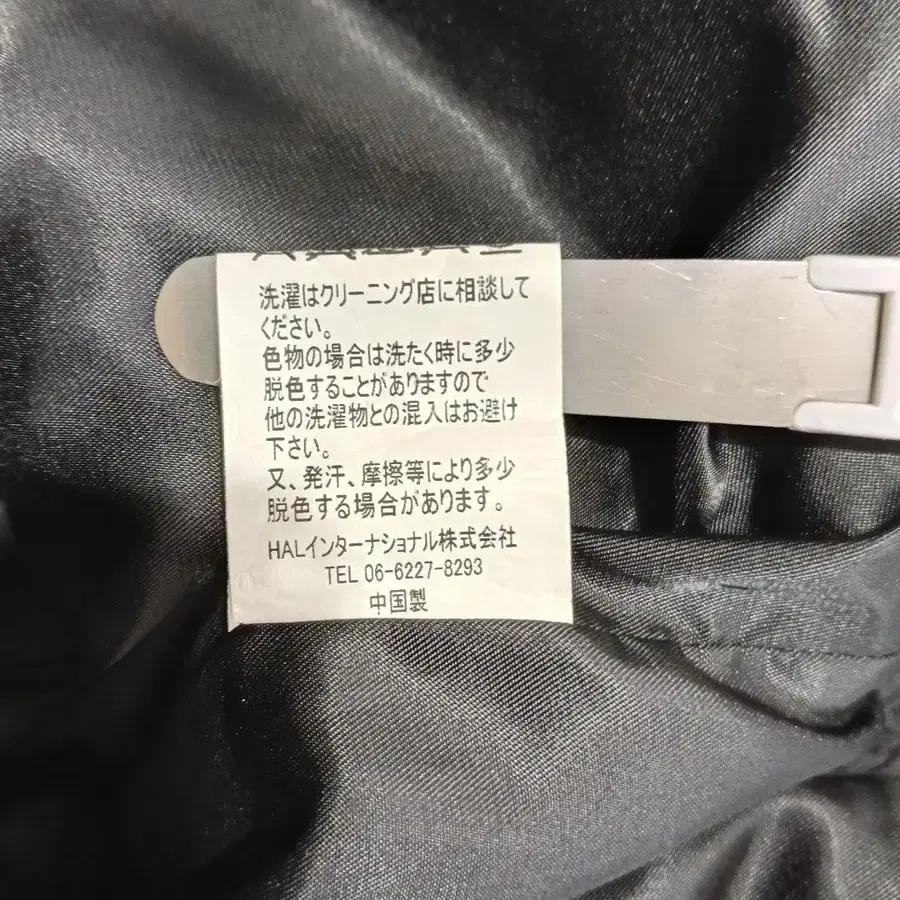 洗濯はクリーニング店に相談して
ください。
色物の場合は洗たく時に多少
脱色することがありますので
他の洗濯物との混入はお避け
下さい。
又、発汗、摩擦等により多少
脱色する場合があります。
HALインターナショナル株式会社
TEL 06-6227-8293
中国製